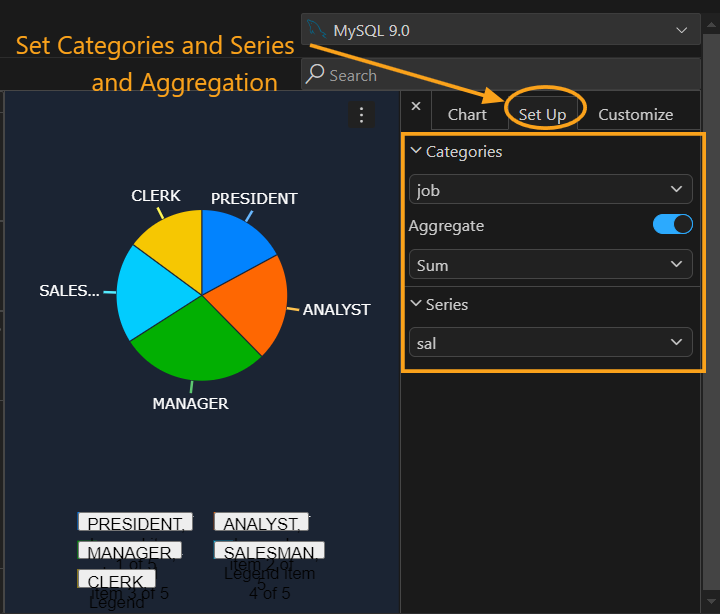 MySQL 9.0
Set Categories and Series
and Aggregation
Search
Chart
Set Up
Customize
Categories
job
Aggregate
Sum
Series
sal
CLERK
PRESIDENT
SALES...
ANALYST
MANAGER
PRESIDENT,
1 of 5
ANALYST,
item 2 of
5
MANAGER,
item 3 of 5
SALESMAN,
Legend item
4 of 5
CLERK
Legend